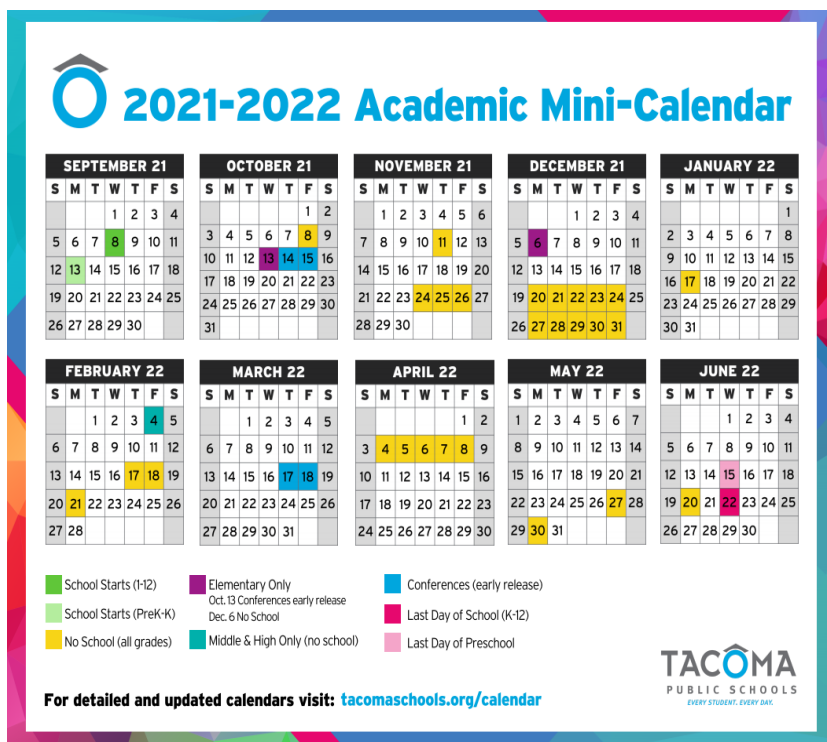 2021-2022 Academic Mini-Calendar
SEPTEMBER 21
S M T W T F S
1 2 3 4
5 6 7 8 9 10 11
12 13 14 15 16 17 18
19 20 21 22 23 24 25
26 27 28 29 30
OCTOBER 21
S M T W T F S
1 2
3 4 5 6 7 8 9
10 11 12 13 14 15 16
17 18 19 20 21 22 23
24 25 26 27 28 29 30
31
NOVEMBER 21
S M T W T F S
1 2 3 4 5 6
7 8 9 10 11 12 13
14 15 16 17 18 19 20
21 22 23 24 25 26 27
28 29 30
DECEMBER 21
S M T W T F S
1 2 3 4
5 6 7 8 9 10 11
12 13 14 15 16 17 18
19 20 21 22 23 24 25
26 27 28 29 30 31
JANUARY 22
S M T W T F S
1
2 3 4 5 6 7 8
9 10 11 12 13 14 15
16 17 18 19 20 21 22
23 24 25 26 27 28 29
30 31
FEBRUARY 22
S M T W T F S
1 2 3 4 5
6 7 8 9 10 11 12
13 14 15 16 17 18 19
20 21 22 23 24 25 26
27 28
MARCH 22
S M T W T F S
1 2 3 4 5
6 7 8 9 10 11 12
13 14 15 16 17 18 19
20 21 22 23 24 25 26
27 28 29 30 31
APRIL 22
S M T W T F S
1 2
3 4 5 6 7 8 9
10 11 12 13 14 15 16
17 18 19 20 21 22 23
24 25 26 27 28 29 30
MAY 22
S M T W T F S
1 2 3 4 5 6 7
8 9 10 11 12 13 14
15 16 17 18 19 20 21
22 23 24 25 26 27 28
29 30 31
JUNE 22
S M T W T F S
1 2 3 4
5 6 7 8 9 10 11
12 13 14 15 16 17 18
19 20 21 22 23 24 25
26 27 28 29 30
School Starts (1-12)
School Starts (PreK-K)
No School (all grades)
Elementary Only
Oct. 13 Conferences early release
Dec. 6 No School
Middle & High Only (no school)
Conferences (early release)
Last Day of School (K-12)
Last Day of Preschool
For detailed and updated calendars visit: tacomaschools.org/calendar
TACOMA
PUBLIC SCHOOLS
EVERY STUDENT. EVERY DAY.